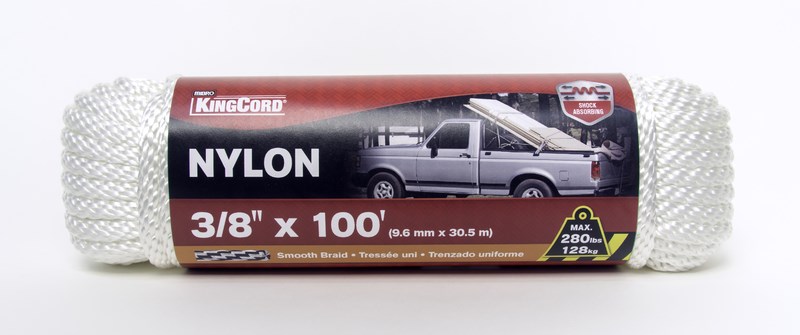 MIBRO
KINGCORD®
SHOCK
ABSORBING
NYLON
3/8" x 100' (9.6 mm x 30.5 m)
MAX.
280lbs
128kg
Smooth Braid • Tressée uni • Trenzado uniforme